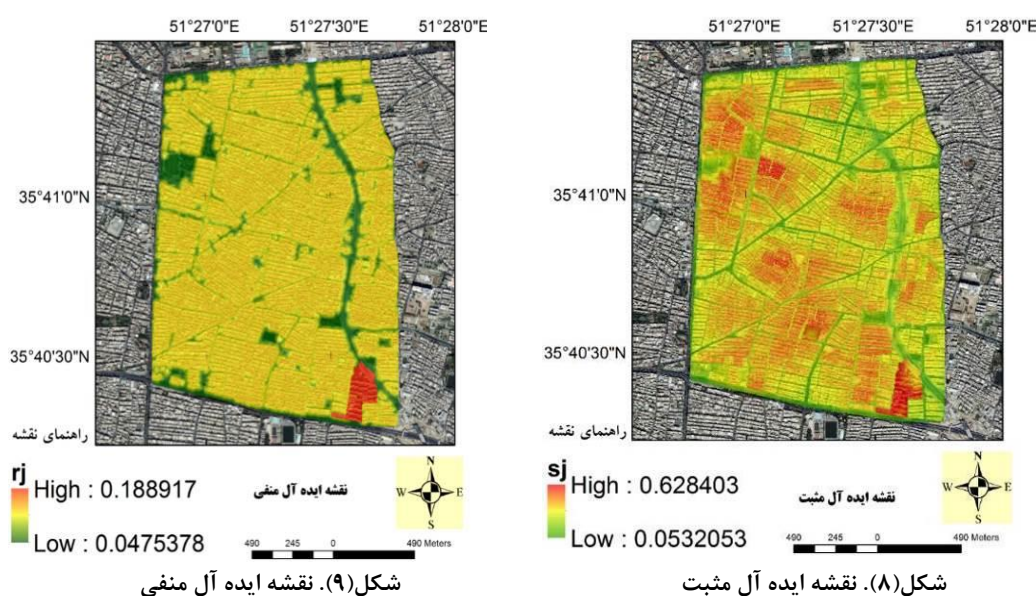 51°27'0"E 51°27'30"E 51°28'0"E
35°41'0"N
35°40'30"N
راهنمای نقشه
rj
High : 0.188917
Low : 0.0475378
نقشه ایده آل منفی
N
W E
S
490 245 0 490 Meters
شکل(۹). نقشه ایده آل منفی
51°27'0"E 51°27'30"E 51°28'0"E
35°41'0"N
35°40'30"N
راهنمای نقشه
sj
High : 0.628403
Low : 0.0532053
نقشه ایده آل مثبت
N
W E
S
490 245 0 490 Meters
شکل(۸). نقشه ایده آل مثبت